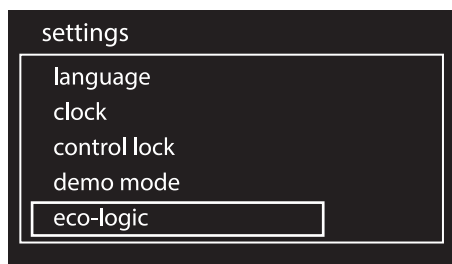 settings
language
clock
control lock
demo mode
eco-logic